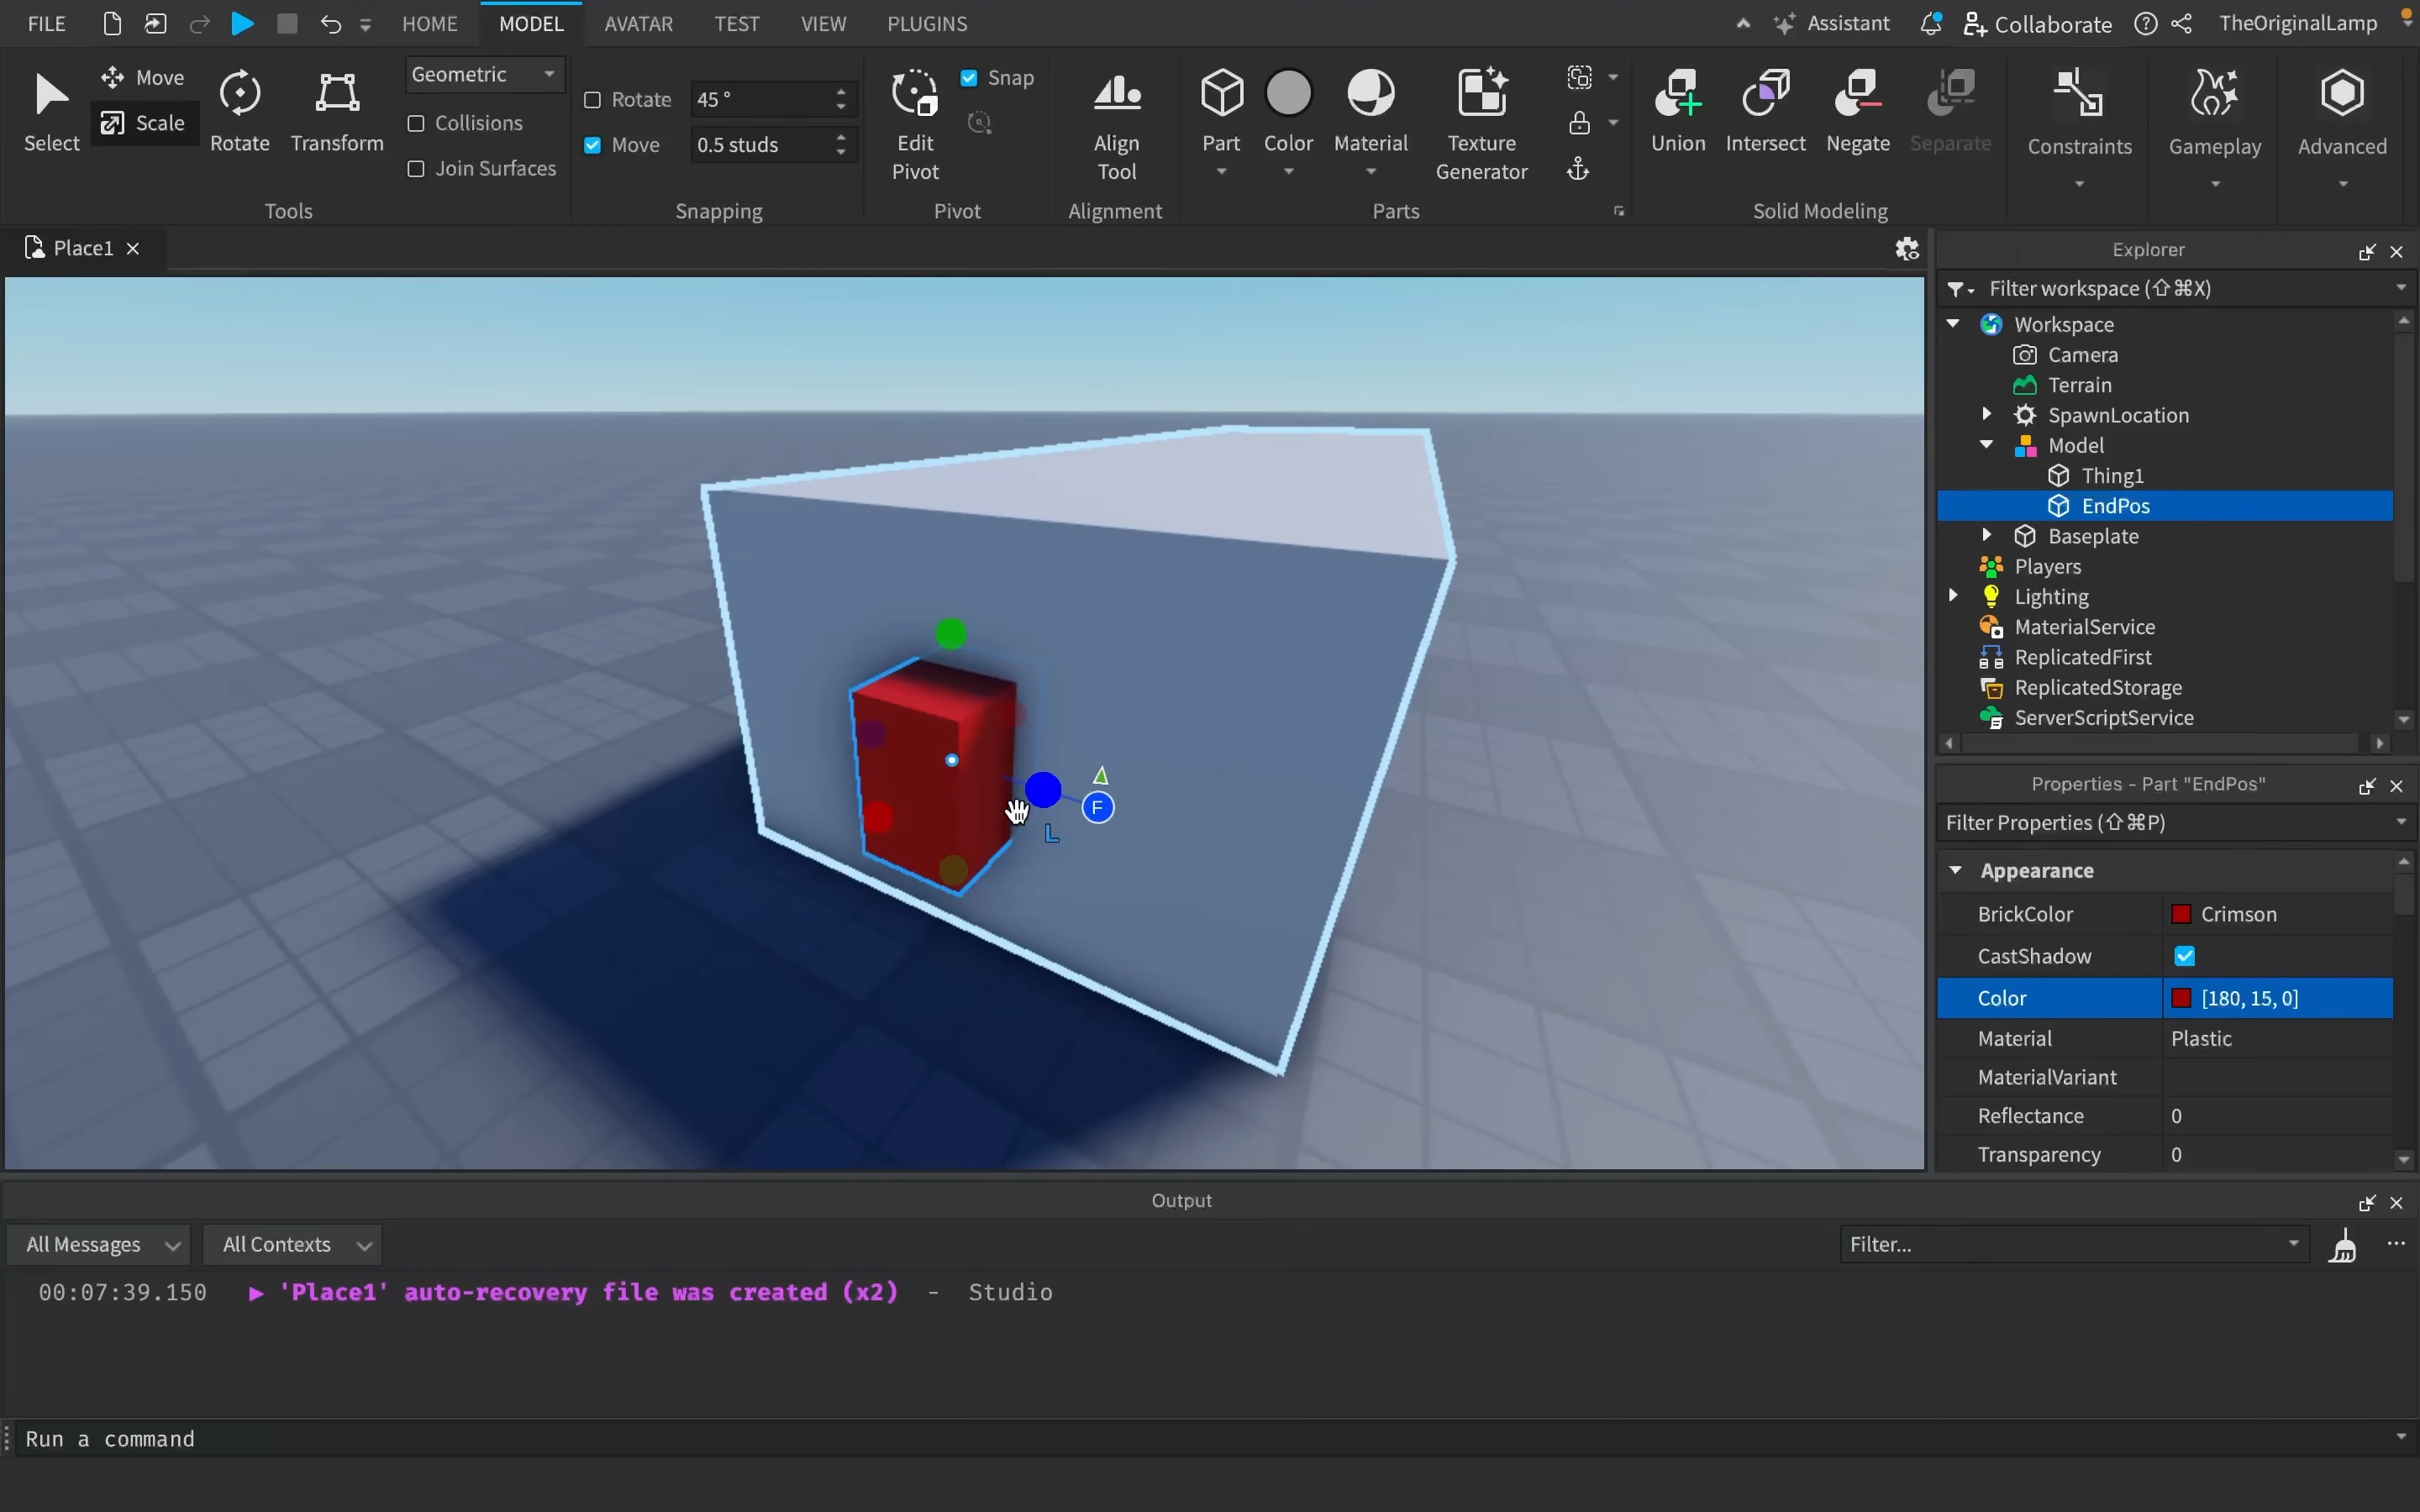 FILE
HOME
MODEL
AVATAR
TEST
VIEW
PLUGINS
Assistant
Collaborate
TheOriginalLamp
Select
Move
Scale
Rotate
Transform
Geometric
Collisions
Join Surfaces
Tools
Rotate
45 °
Move
0.5 studs
Snapping
Edit
Pivot
Snap
Pivot
Align
Tool
Alignment
Part
Color
Material
Texture
Generator
Parts
Union
Intersect
Negate
Separate
Solid Modeling
Constraints
Gameplay
Advanced
Place1
F
L
Explorer
Filter workspace (⇧⌘X)
Workspace
Camera
Terrain
SpawnLocation
Model
Thing1
EndPos
Baseplate
Players
Lighting
MaterialService
ReplicatedFirst
ReplicatedStorage
ServerScriptService
Properties - Part "EndPos"
Filter Properties (⇧⌘P)
Appearance
BrickColor Crimson
CastShadow
Color [180, 15, 0]
Material Plastic
MaterialVariant
Reflectance 0
Transparency 0
Output
All Messages
All Contexts
Filter...
00:07:39.150 ▶ 'Place1' auto-recovery file was created (x2) - Studio
Run a command